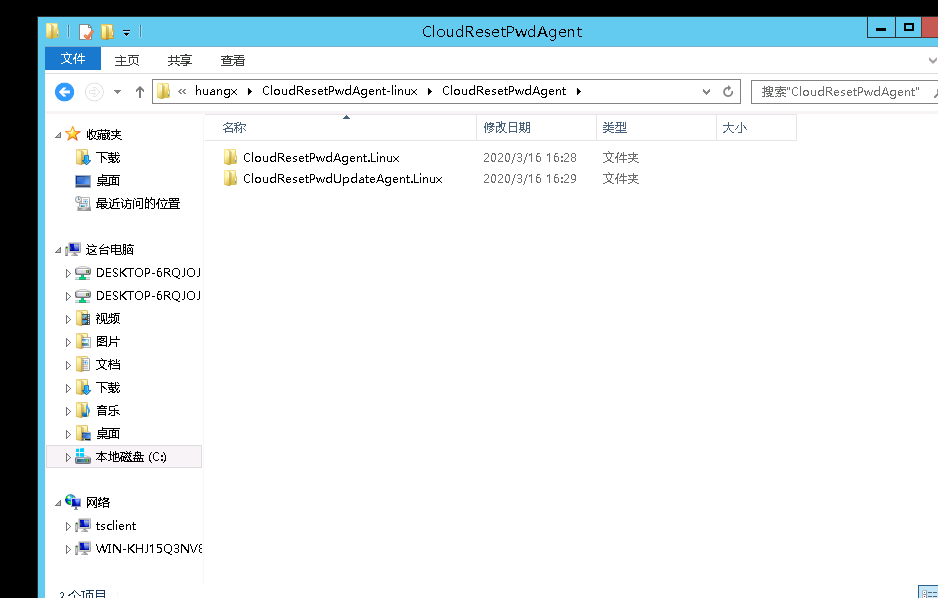 CloudResetPwdAgent
文件 主页 共享 查看
« huangx CloudResetPwdAgent-linux CloudResetPwdAgent 搜索"CloudResetPwdAgent"
名称 修改日期 类型 大小
CloudResetPwdAgent.Linux 2020/3/16 16:28 文件夹
CloudResetPwdUpdateAgent.Linux 2020/3/16 16:29 文件夹
收藏夹
下载
桌面
最近访问的位置
这台电脑
DESKTOP-6RQJOJ
DESKTOP-6RQJOJ
视频
图片
文档
下载
音乐
桌面
本地磁盘 (C:)
网络
tsclient
WIN-KHJ15Q3NV8
2 个项目